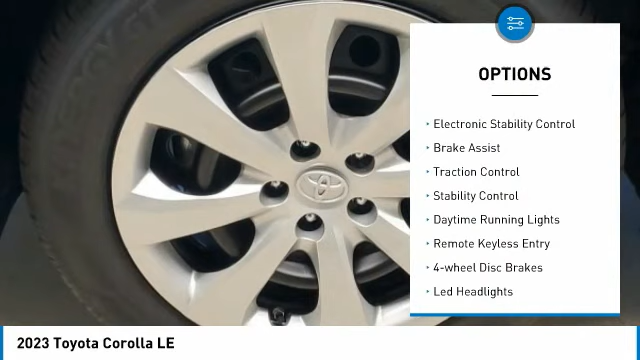 OPTIONS
Electronic Stability Control
Brake Assist
Traction Control
Stability Control
Daytime Running Lights
Remote Keyless Entry
4-wheel Disc Brakes
Led Headlights
2023 Toyota Corolla LE